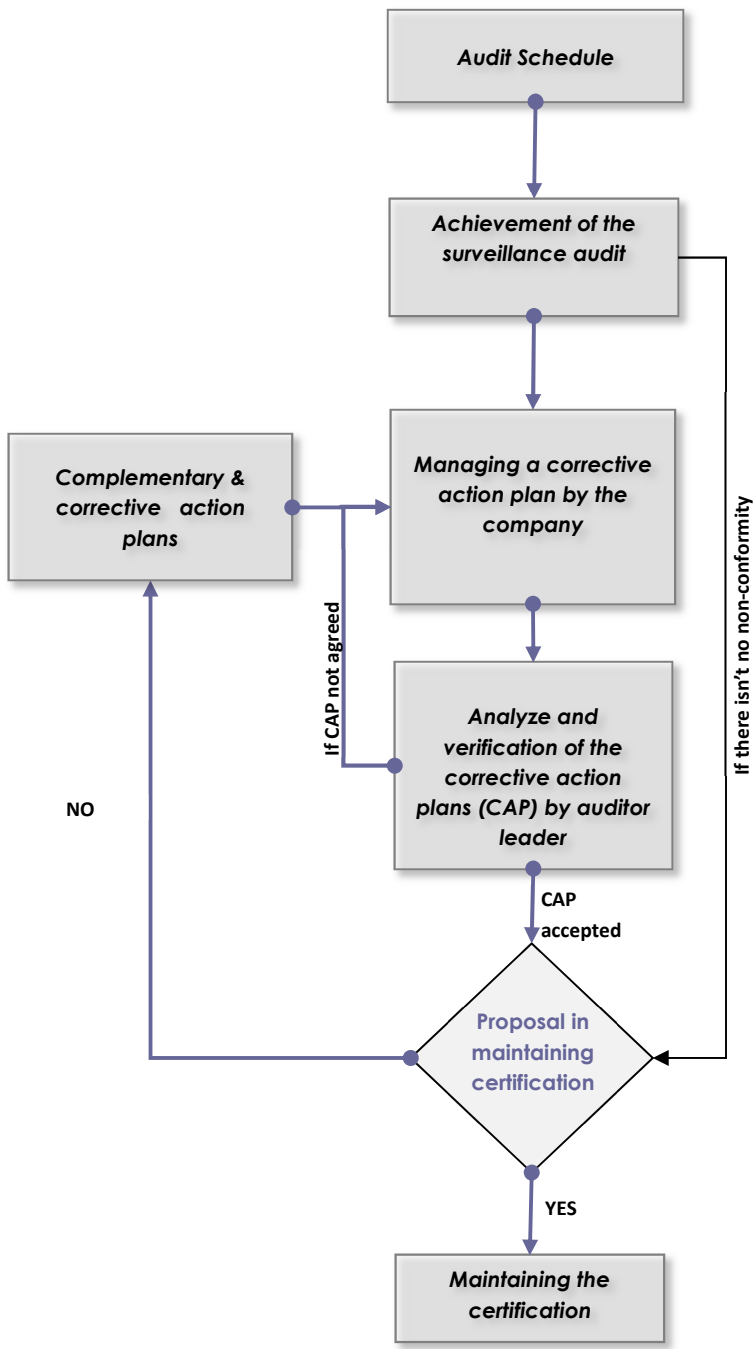 Audit Schedule
Achievement of the
surveillance audit
If there isn't no non-conformity
Managing a corrective
action plan by the
company
Complementary &
corrective action
plans
If CAP not agreed
Analyze and
verification of the
corrective action
plans (CAP) by auditor
leader
NO
CAP
accepted
Proposal in
maintaining
certification
YES
Maintaining the
certification